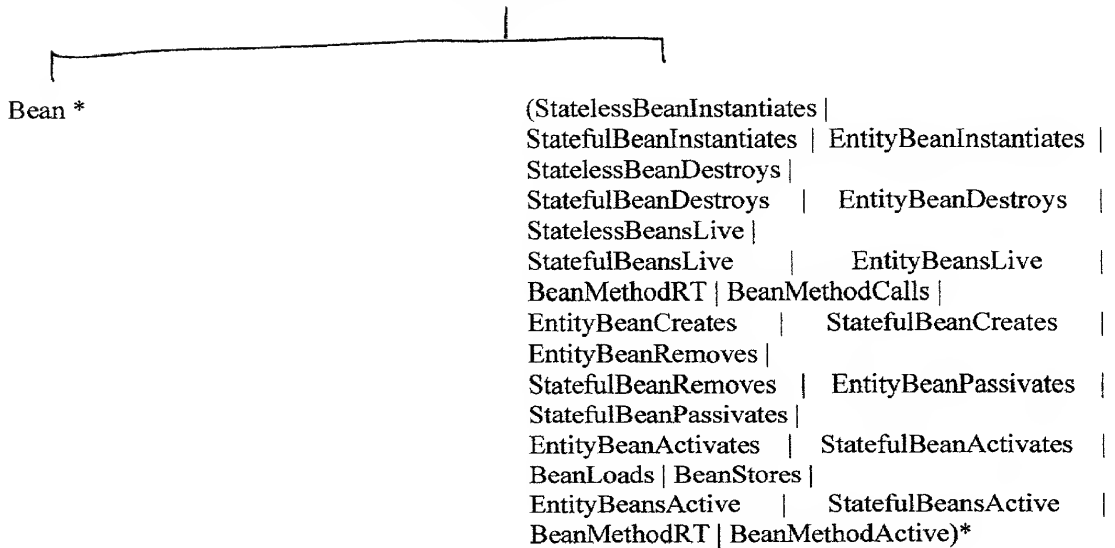 Bean *
(StatelessBeanInstantiates |
StatefulBeanInstantiates | EntityBeanInstantiates |
StatelessBeanDestroys |
StatefulBeanDestroys | EntityBeanDestroys |
StatelessBeansLive |
StatefulBeansLive | EntityBeansLive |
BeanMethodRT | BeanMethodCalls |
EntityBeanCreates | StatefulBeanCreates |
EntityBeanRemoves |
StatefulBeanRemoves | EntityBeanPassivates |
StatefulBeanPassivates |
EntityBeanActivates | StatefulBeanActivates |
BeanLoads | BeanStores |
EntityBeansActive | StatefulBeansActive |
BeanMethodRT | BeanMethodActive)*